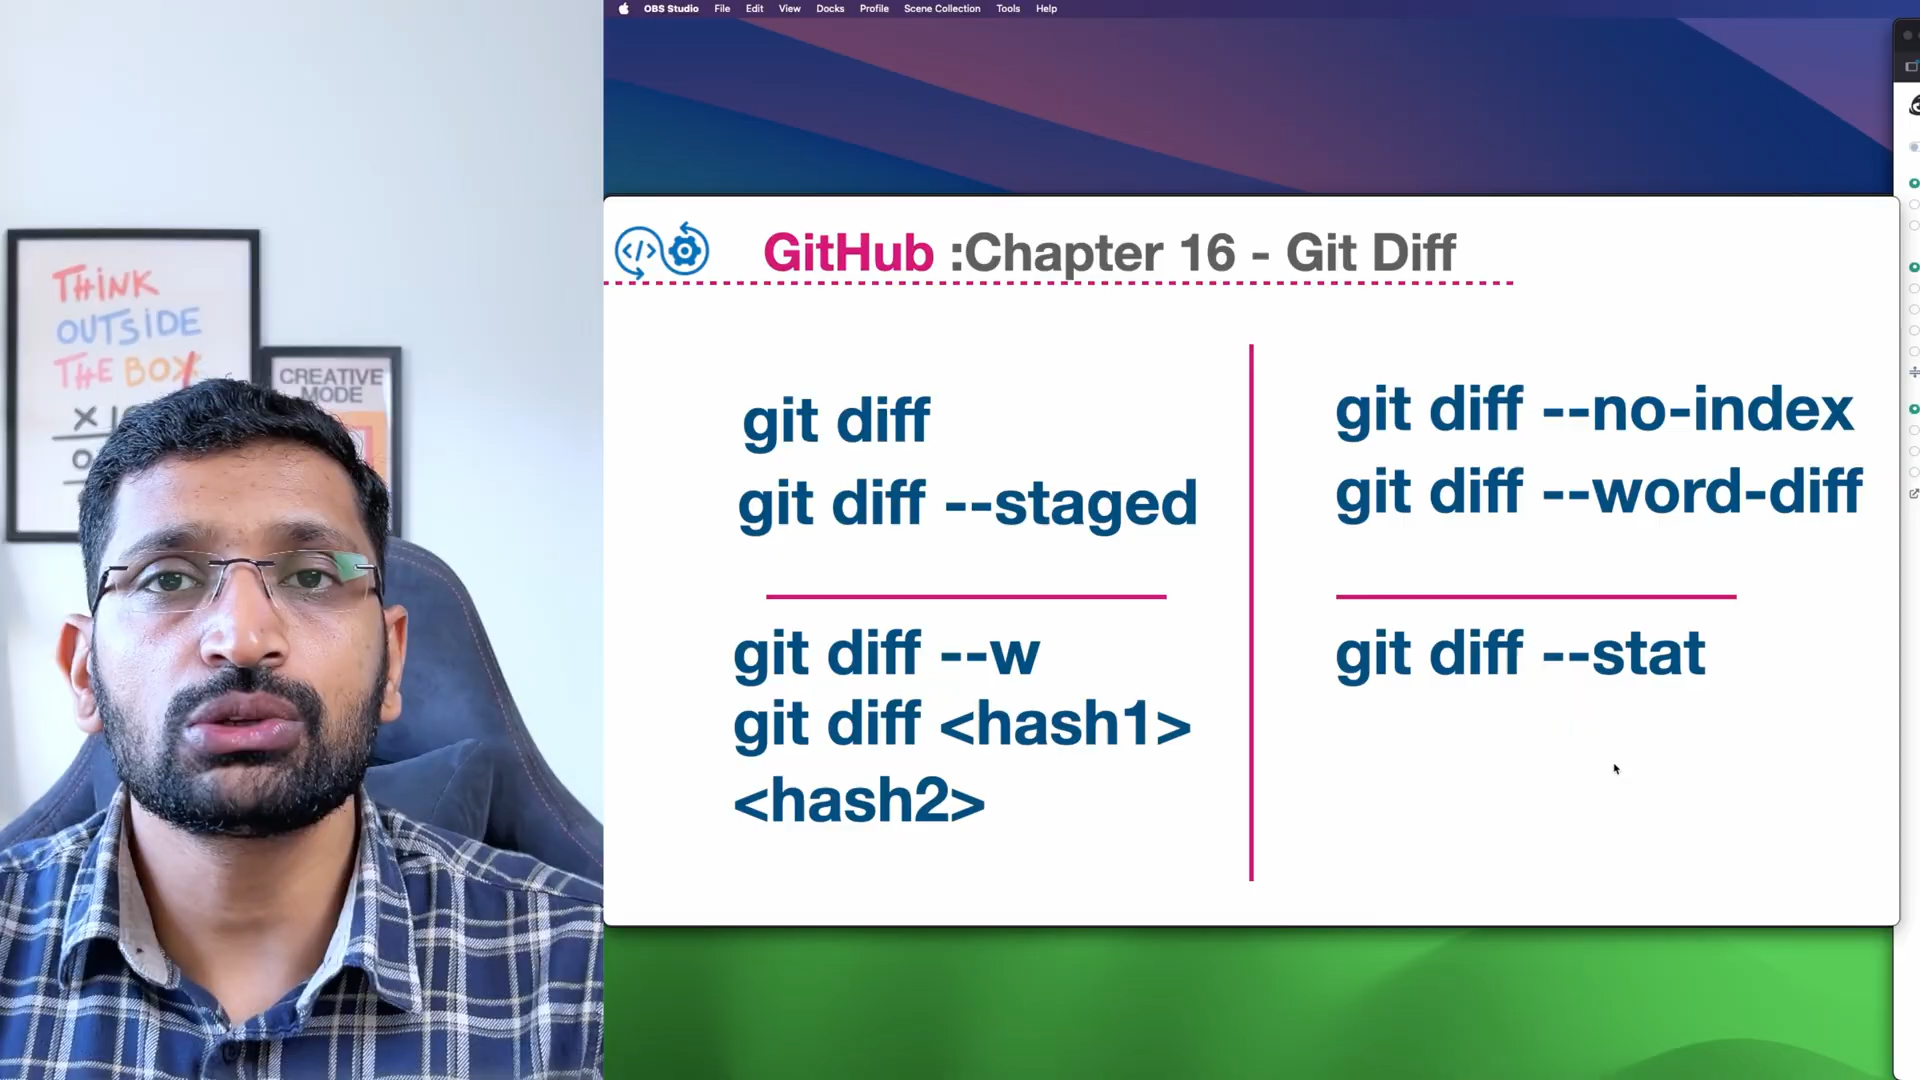 OBS Studio File Edit View Docks Profile Scene Collection Tools Help
THINK
OUTSIDE
THE BOX
CREATIVE
MODE
</>
GitHub :Chapter 16 - Git Diff
git diff
git diff --staged
git diff --w
git diff <hash1>
<hash2>
git diff --no-index
git diff --word-diff
git diff --stat